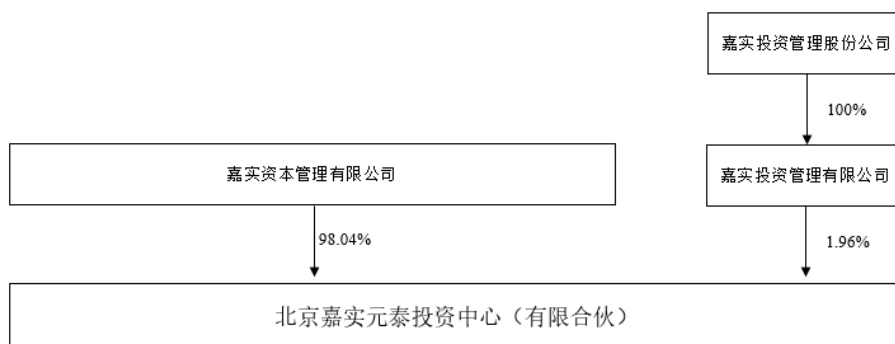 嘉实投资管理股份公司
100%
嘉实资本管理有限公司
嘉实投资管理有限公司
98.04%
1.96%
北京嘉实元泰投资中心（有限合伙）